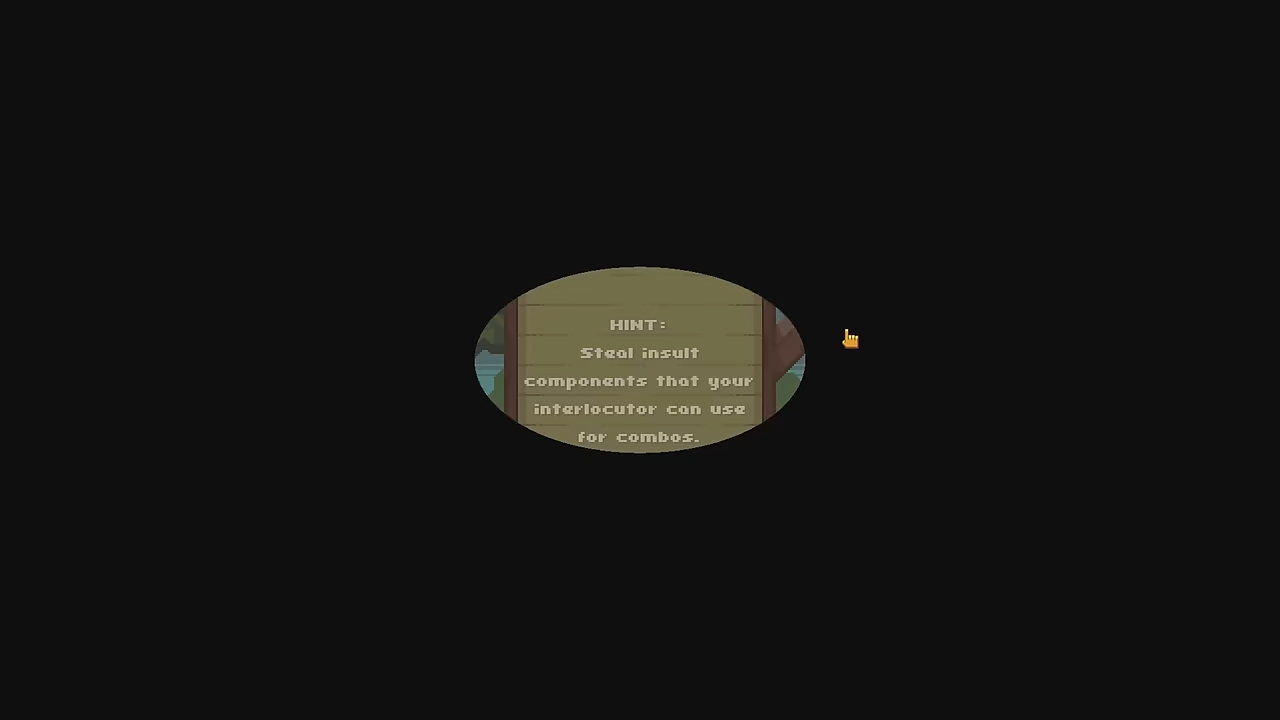 HINT:
Steal insult
components that your
interlocutor can use
for combos.